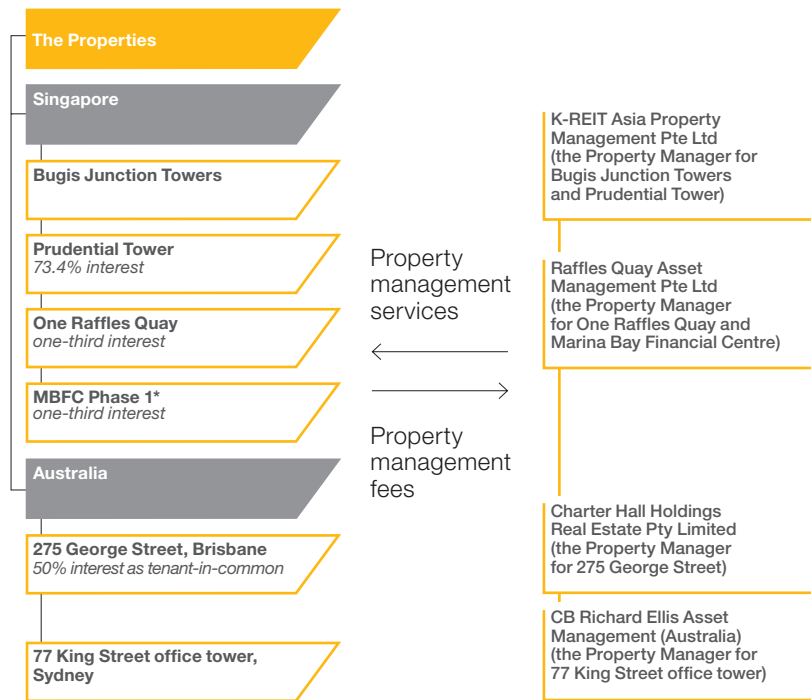 The Properties
Singapore
Bugis Junction Towers
Prudential Tower
73.4% interest
One Raffles Quay
one-third interest
MBFC Phase 1*
one-third interest
Australia
275 George Street, Brisbane
50% interest as tenant-in-common
77 King Street office tower,
Sydney
Property
management
services
Property
management
fees
K-REIT Asia Property
Management Pte Ltd
(the Property Manager for
Bugis Junction Towers
and Prudential Tower)
Raffles Quay Asset
Management Pte Ltd
(the Property Manager
for One Raffles Quay and
Marina Bay Financial Centre)
Charter Hall Holdings
Real Estate Pty Limited
(the Property Manager
for 275 George Street)
CB Richard Ellis Asset
Management (Australia)
(the Property Manager for
77 King Street office tower)